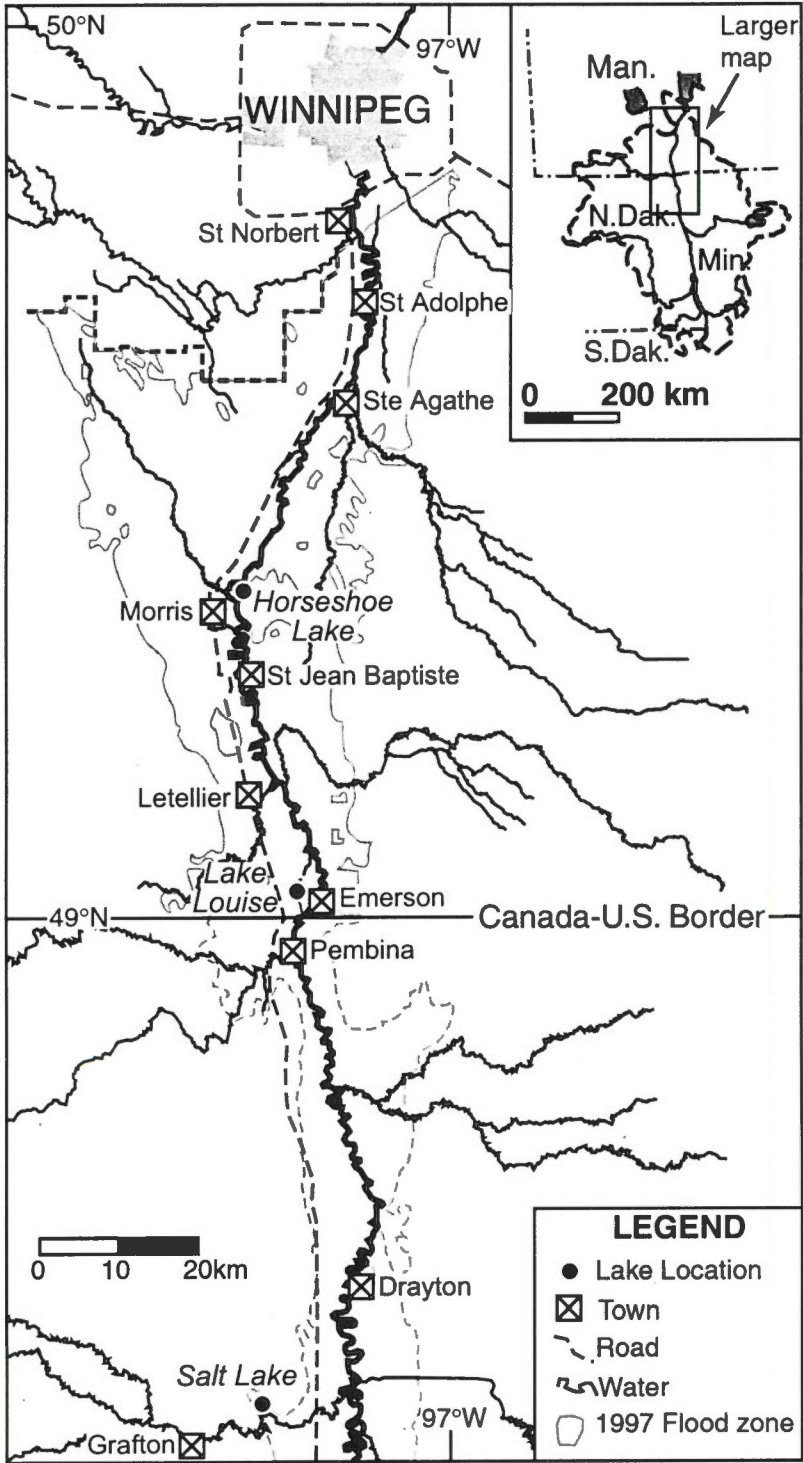 50°N
97°W
WINNIPEG
St Norbert
St Adolphe
Ste Agathe
Morris
Horseshoe
Lake
St Jean Baptiste
Letellier
Lake
Louise
Emerson
49°N
Canada-U.S. Border
Pembina
0 10 20km
Drayton
Salt Lake
Grafton
97°W
Larger
map
Man.
N.Dak.
Min.
S.Dak.
0 200 km
LEGEND
Lake Location
Town
Road
Water
1997 Flood zone